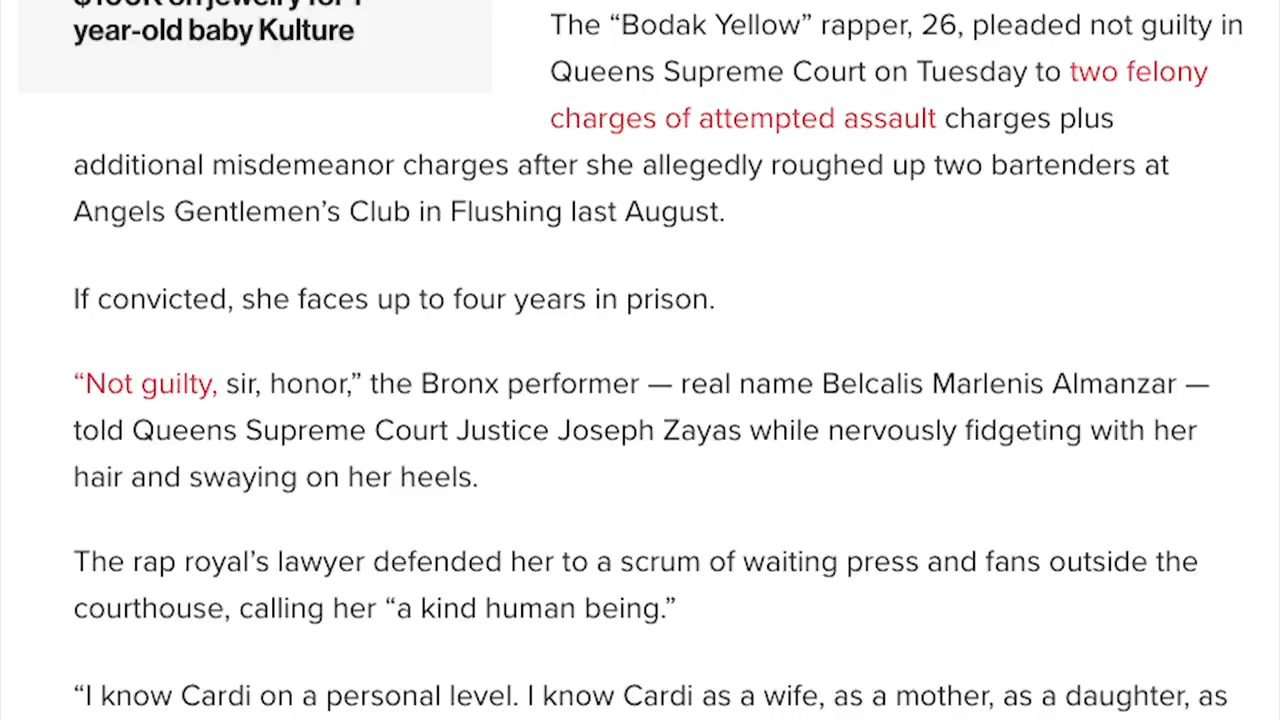 year-old baby Kulture
The “Bodak Yellow” rapper, 26, pleaded not guilty in
Queens Supreme Court on Tuesday to two felony
charges of attempted assault charges plus
additional misdemeanor charges after she allegedly roughed up two bartenders at
Angels Gentlemen’s Club in Flushing last August.
If convicted, she faces up to four years in prison.
“Not guilty, sir, honor,” the Bronx performer — real name Belcalis Marlenis Almanzar —
told Queens Supreme Court Justice Joseph Zayas while nervously fidgeting with her
hair and swaying on her heels.
The rap royal’s lawyer defended her to a scrum of waiting press and fans outside the
courthouse, calling her “a kind human being.”
“I know Cardi on a personal level. I know Cardi as a wife, as a mother, as a daughter, as